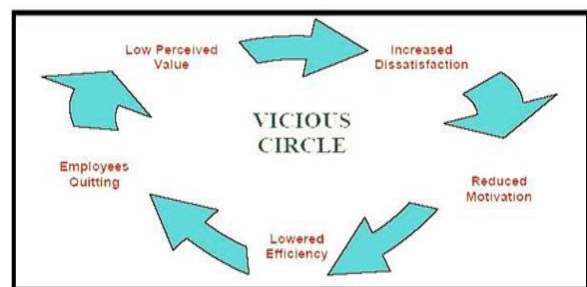 Low Perceived
Value
Increased
Dissatisfaction
VICIOUS
CIRCLE
Employees
Quitting
Reduced
Motivation
Lowered
Efficiency